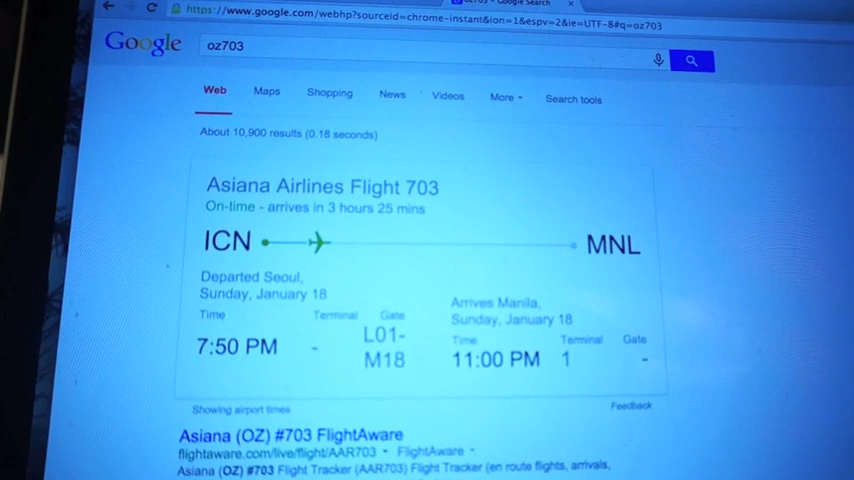 https://www.google.com/webhp?sourceid=chrome-instant&ion=1&espv=2&ie=UTF-8#q=oz703
Google
oz703
Web Maps Shopping News Videos More Search tools
About 10,900 results (0.18 seconds)
Asiana Airlines Flight 703
On-time - arrives in 3 hours 25 mins
ICN MNL
Departed Seoul,
Sunday, January 18
Arrives Manila,
Sunday, January 18
Time Terminal Gate
7:50 PM - L01-
M18
Time Terminal Gate
11:00 PM 1 -
Showing airport times
Feedback
Asiana (OZ) #703 FlightAware
flightaware.com/live/flight/AAR703 - FlightAware -
Asiana (OZ) #703 Flight Tracker (AAR703) Flight Tracker (en route flights, arrivals,